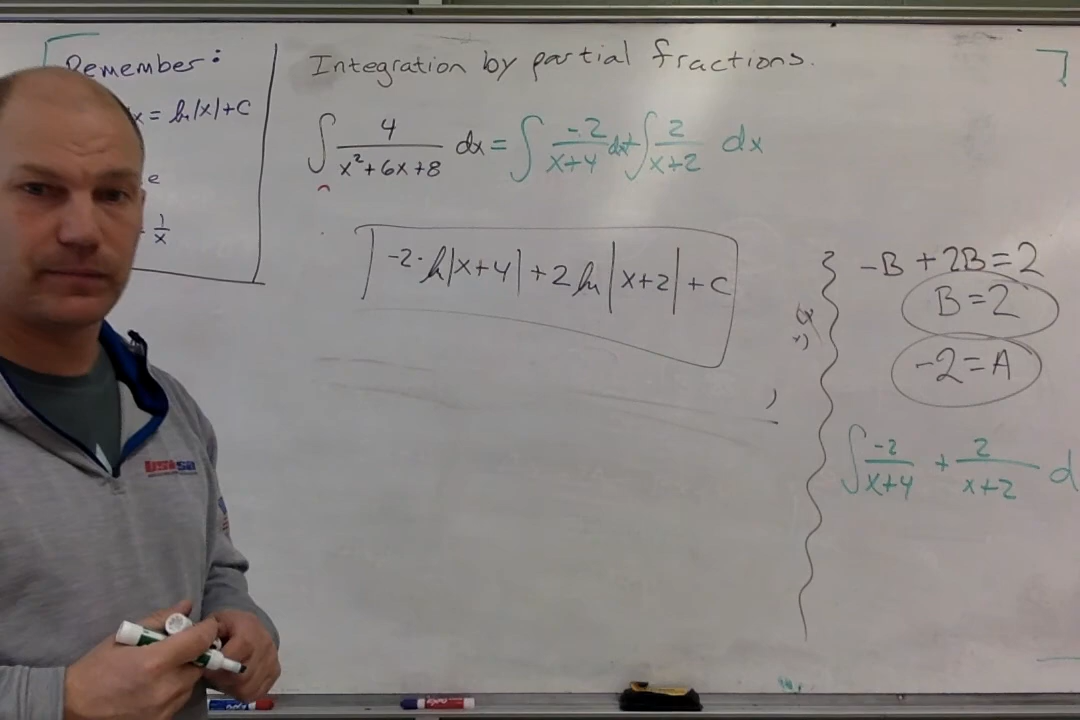 Remember:
x = ln|x|+C
e
1/x
Integration by partial fractions.
∫ 4/(x²+6x+8) dx = ∫ -2/(x+4) dx + ∫ 2/(x+2) dx
-2·ln|x+4| + 2 ln|x+2| + C
-B + 2B = 2
B = 2
-2 = A
∫ -2/(x+4) + 2/(x+2) d